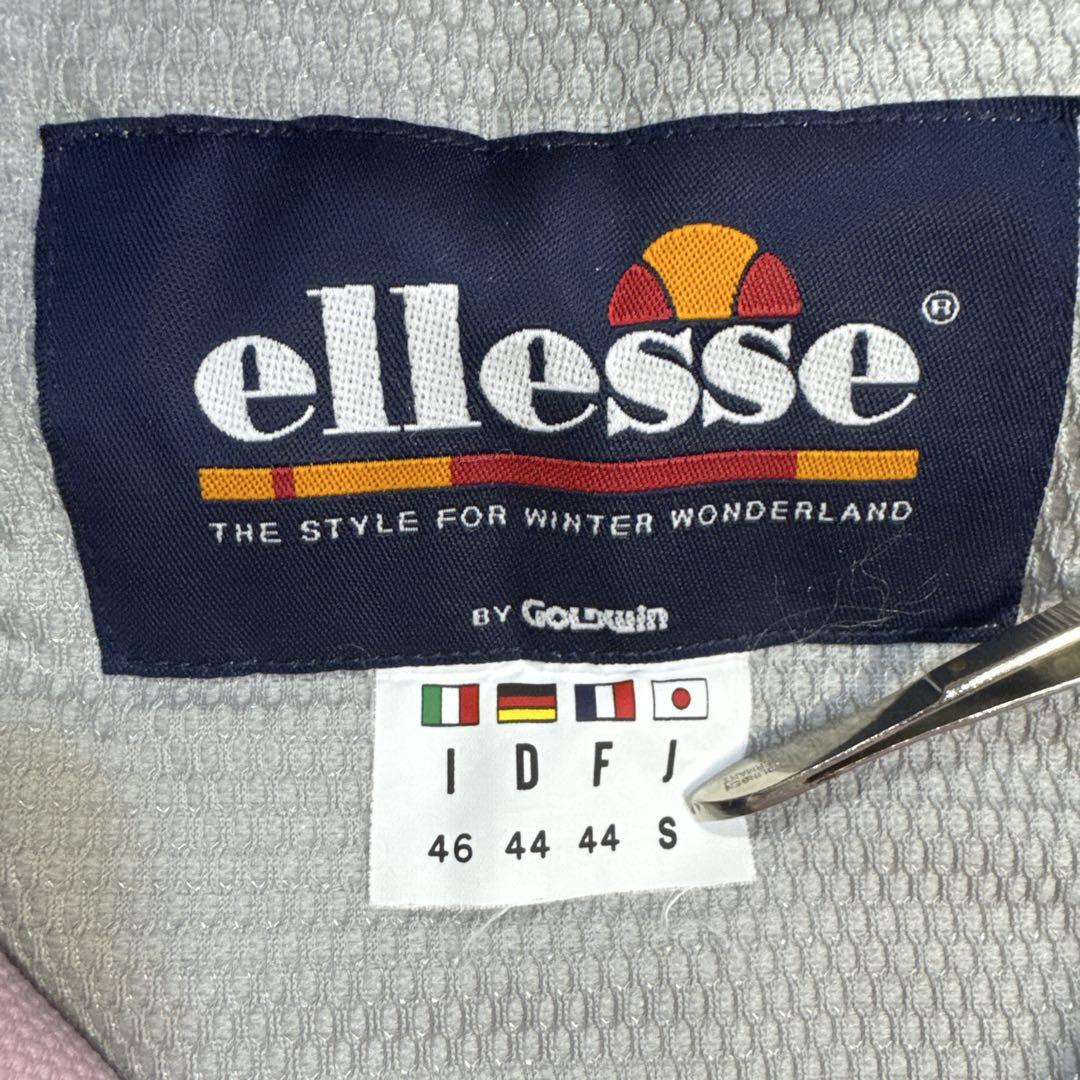 ellesse®
THE STYLE FOR WINTER WONDERLAND
BY GOLDWIN
I D F J
46 44 44 S